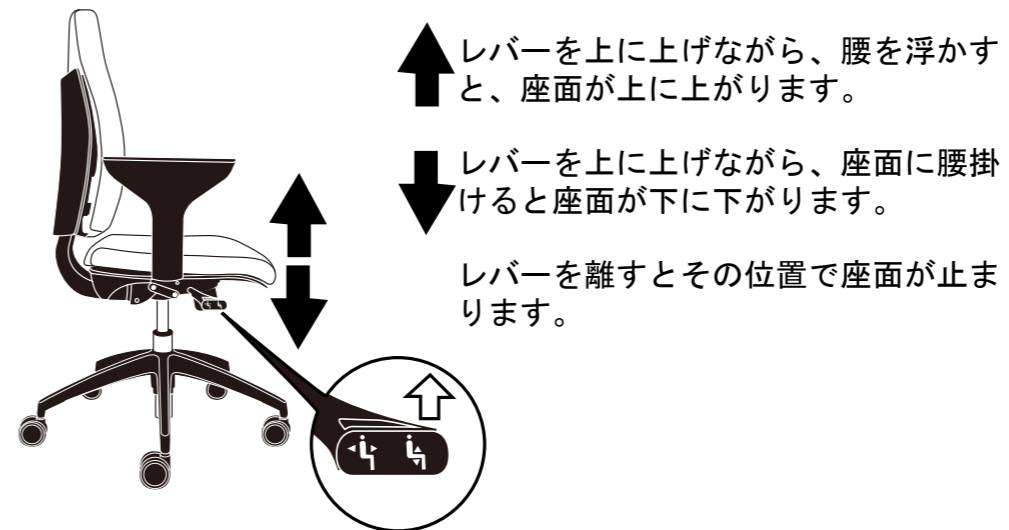 レバーを上に上げながら、腰を浮かす
と、座面が上に上がります。
レバーを上に上げながら、座面に腰掛
けると座面が下に下がります。
レバーを離すとその位置で座面が止ま
ります。